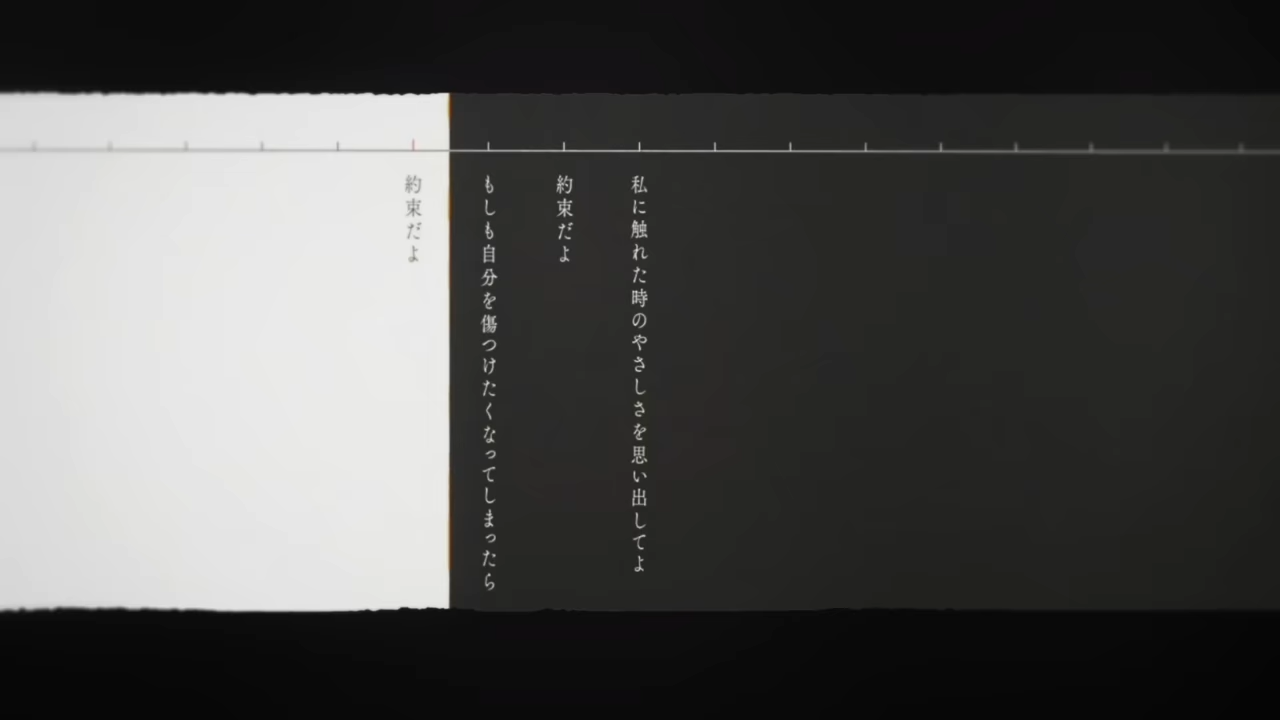 私に触れた時のやさしさを思い出してよ
約束だよ
もしも自分を傷つけたくなってしまったら
約束だよ